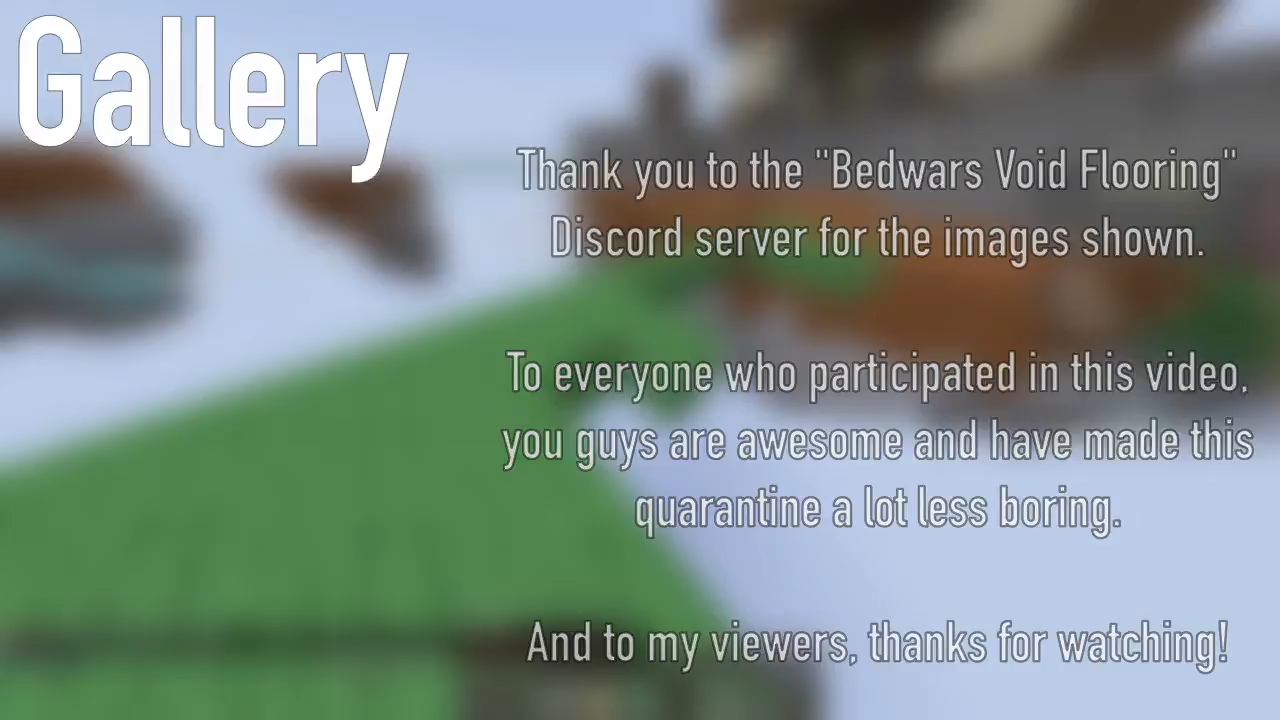 Gallery
Thank you to the "Bedwars Void Flooring"
Discord server for the images shown.
To everyone who participated in this video,
you guys are awesome and have made this
quarantine a lot less boring.
And to my viewers, thanks for watching!